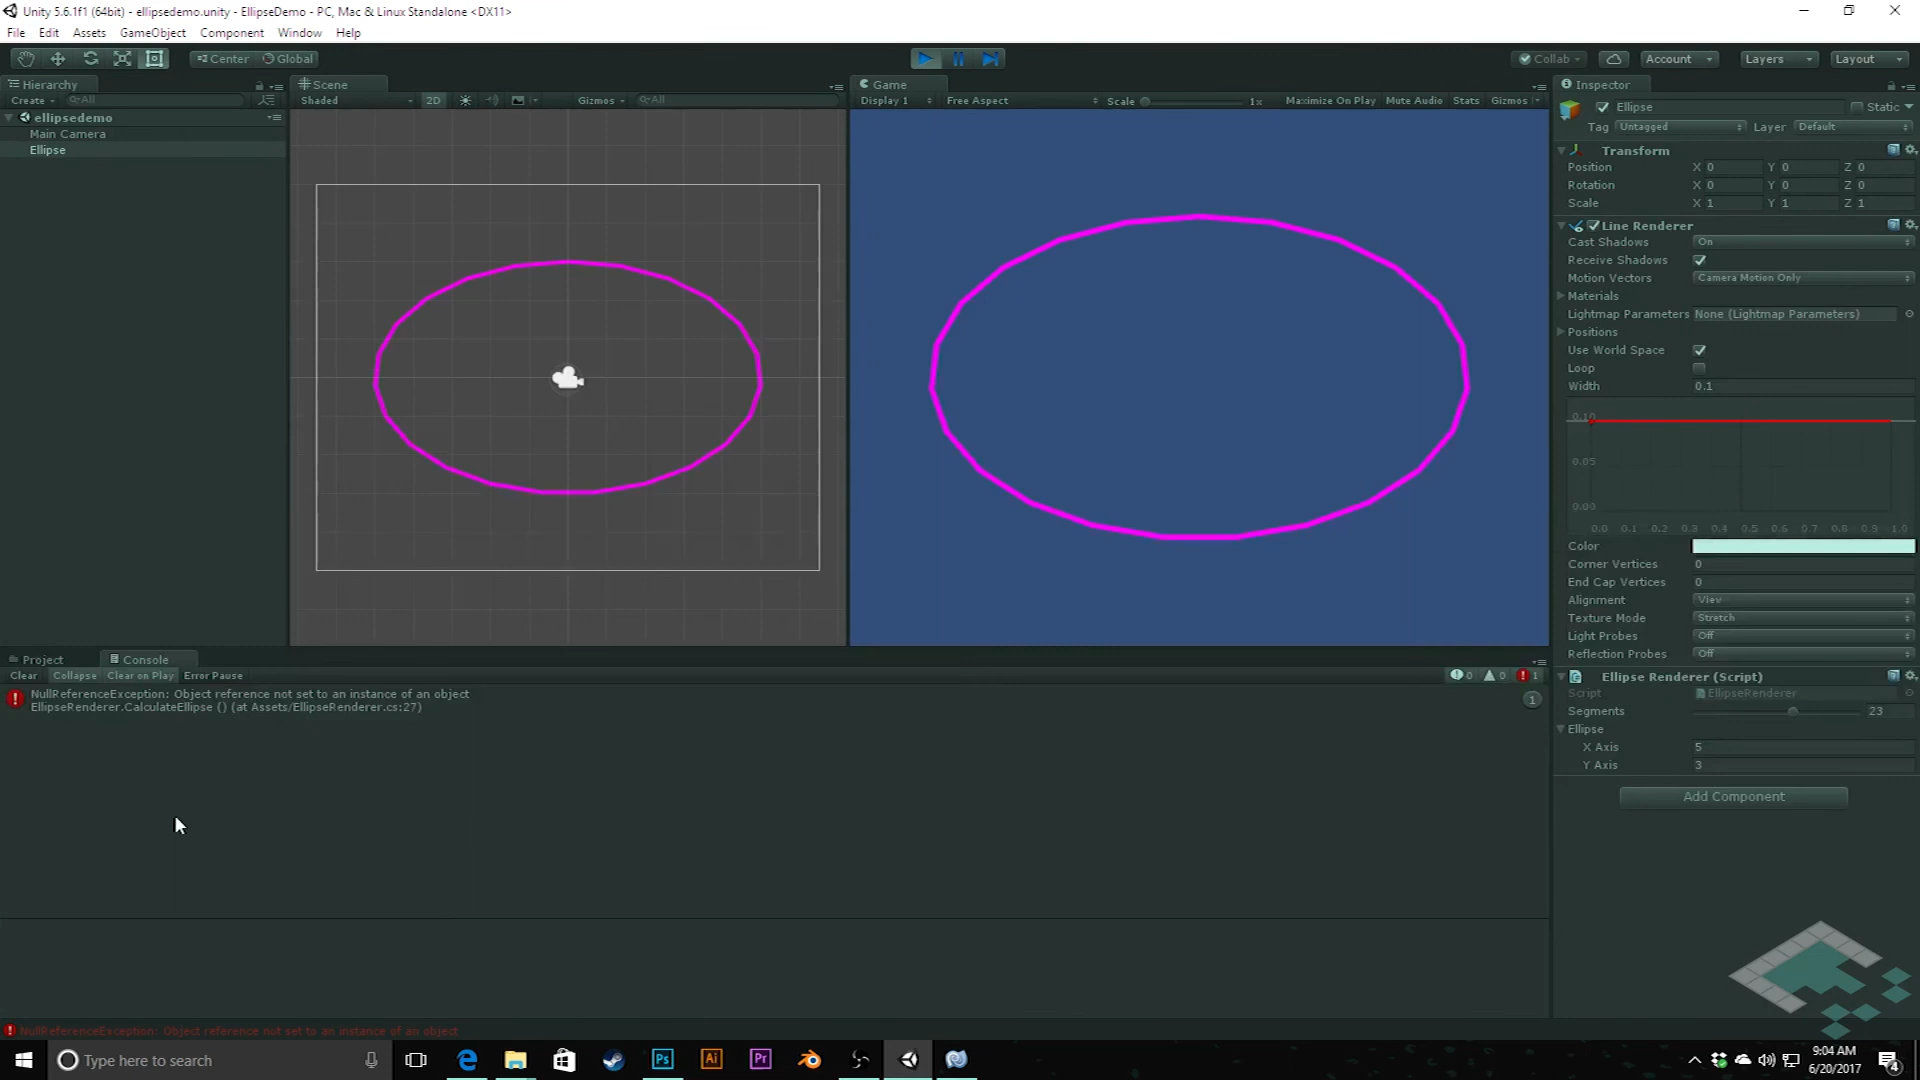 Unity 5.6.1f1 (64bit) - ellipsedemo.unity - EllipseDemo - PC, Mac & Linux Standalone <DX11>
File Edit Assets GameObject Component Window Help
Center Global Collab Account Layers Layout
Hierarchy
Create All
ellipsedemo
Main Camera
Ellipse
Scene
Shaded 2D Gizmos All
Game
Display 1 Free Aspect Scale 1x Maximize On Play Mute Audio Stats Gizmos
Inspector
Ellipse Static
Tag Untagged Layer Default
Transform
Position X 0 Y 0 Z 0
Rotation X 0 Y 0 Z 0
Scale X 1 Y 1 Z 1
Line Renderer
Cast Shadows On
Receive Shadows
Motion Vectors Camera Motion Only
Materials
Lightmap Parameters None (Lightmap Parameters)
Positions
Use World Space
Loop
Width 0.1
0.10
0.05
0.00
0.0 0.1 0.2 0.3 0.4 0.5 0.6 0.7 0.8 0.9 1.0
Color
Corner Vertices 0
End Cap Vertices 0
Alignment View
Texture Mode Stretch
Light Probes Off
Reflection Probes Off
Ellipse Renderer (Script)
Script EllipseRenderer
Segments 23
Ellipse
X Axis 5
Y Axis 3
Add Component
Project Console
Clear Collapse Clear on Play Error Pause 0 0 1
NullReferenceException: Object reference not set to an instance of an object
EllipseRenderer.CalculateEllipse () (at Assets/EllipseRenderer.cs:27)
1
NullReferenceException: Object reference not set to an instance of an object
Type here to search
Ps Ai Pr
9:04 AM
6/20/2017
4